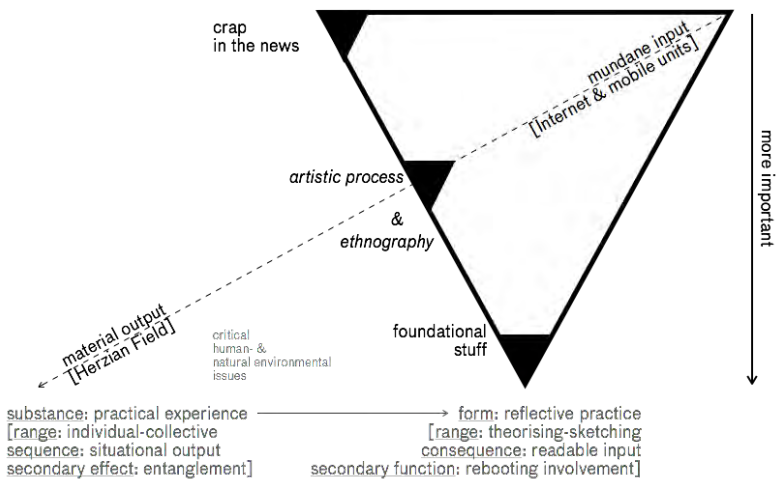 crap
in the news
mundane input
[Internet & mobile units]
more important
artistic process
&
ethnography
material output
[Herzian Field]
foundational
stuff
critical
human- &
natural environmental
issues
substance: practical experience
[range: individual-collective
sequence: situational output
secondary effect: entanglement]
form: reflective practice
[range: theorising-sketching
consequence: readable input
secondary function: rebooting involvement]